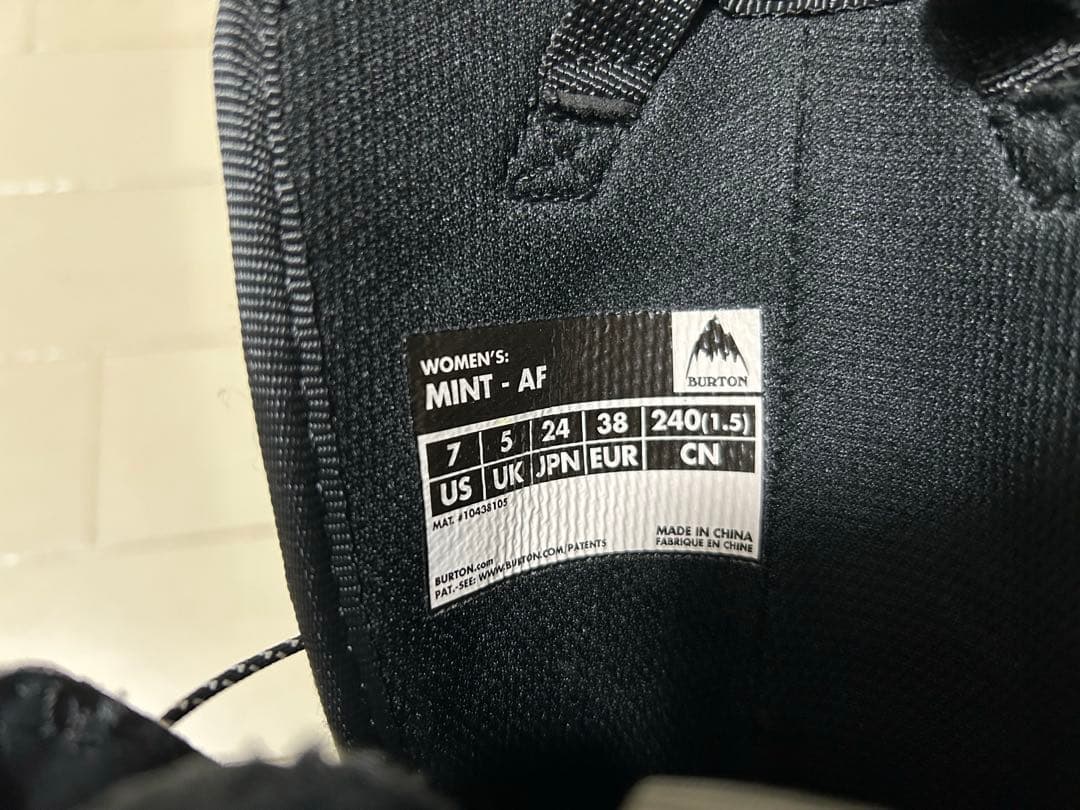 WOMEN'S:
MINT - AF
BURTON
7 5 24 38 240(1.5)
US UK JPN EUR CN
MAT. #10438105
MADE IN CHINA
FABRIQUE EN CHINE
BURTON.com
PAT.-SEE: WWW.BURTON.COM/PATENTS